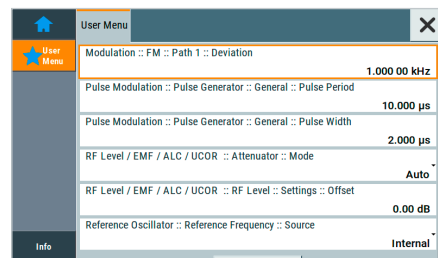 User Menu
User
Menu
Modulation :: FM :: Path 1 :: Deviation
1.000 00 kHz
Pulse Modulation :: Pulse Generator :: General :: Pulse Period
10.000 µs
Pulse Modulation :: Pulse Generator :: General :: Pulse Width
2.000 µs
RF Level / EMF / ALC / UCOR :: Attenuator :: Mode
Auto
RF Level / EMF / ALC / UCOR :: RF Level :: Settings :: Offset
0.00 dB
Reference Oscillator :: Reference Frequency :: Source
Internal
Info